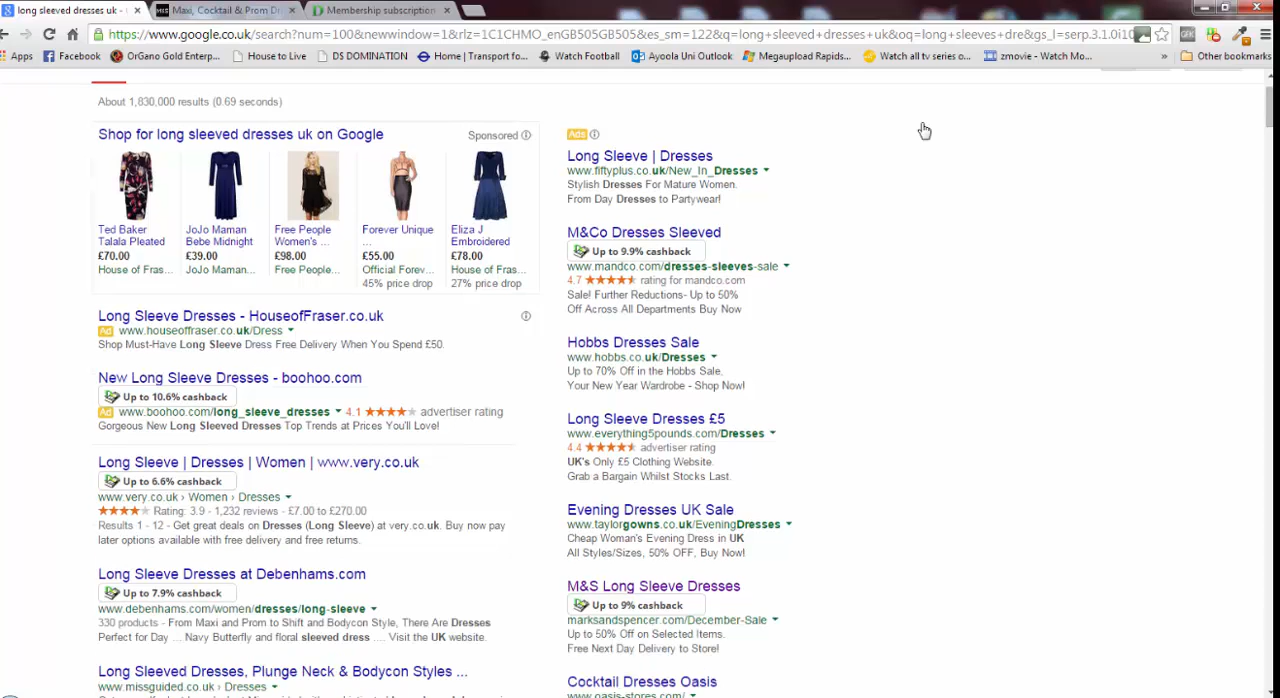 long sleeved dresses uk -
Maxi, Cocktail & Prom D
Membership subscription
https://www.google.co.uk/search?num=100&newwindow=1&rlz=1C1CHMO_enGB505GB505&es_sm=122&q=long+sleeved+dresses+uk&oq=long+sleeves+dre&gs_l=serp.3.1.0i10
Apps
Facebook
OrGano Gold Enterp...
House to Live
DS DOMINATION
Home | Transport fo...
Watch Football
Ayoola Uni Outlook
Megaupload Rapids...
Watch all tv series o...
zmovie - Watch Mo...
»
Other bookmarks
About 1,830,000 results (0.69 seconds)
Shop for long sleeved dresses uk on Google
Sponsored
Ted Baker
Talala Pleated
£70.00
House of Fras...
JoJo Maman
Bebe Midnight
£39.00
JoJo Maman...
Free People
Women's ...
£98.00
Free People...
Forever Unique
...
£55.00
Official Forev...
45% price drop
Eliza J
Embroidered
£78.00
House of Fras...
27% price drop
Long Sleeve Dresses - HouseofFraser.co.uk
Ad www.houseoffraser.co.uk/Dress
Shop Must-Have Long Sleeve Dress Free Delivery When You Spend £50.
New Long Sleeve Dresses - boohoo.com
Up to 10.6% cashback
Ad www.boohoo.com/long_sleeve_dresses 4.1 advertiser rating
Gorgeous New Long Sleeved Dresses Top Trends at Prices You'll Love!
Long Sleeve | Dresses | Women | www.very.co.uk
Up to 6.6% cashback
www.very.co.uk › Women › Dresses
Rating: 3.9 - 1,232 reviews - £7.00 to £270.00
Results 1 - 12 - Get great deals on Dresses (Long Sleeve) at very.co.uk. Buy now pay
later options available with free delivery and free returns.
Long Sleeve Dresses at Debenhams.com
Up to 7.9% cashback
www.debenhams.com/women/dresses/long-sleeve
330 products - From Maxi and Prom to Shift and Bodycon Style, There Are Dresses
Perfect for Day ... Navy Butterfly and floral sleeved dress .... Visit the UK website.
Long Sleeved Dresses, Plunge Neck & Bodycon Styles ...
www.missguided.co.uk › Dresses
Ads
Long Sleeve | Dresses
www.fiftyplus.co.uk/New_In_Dresses
Stylish Dresses For Mature Women.
From Day Dresses to Partywear!
M&Co Dresses Sleeved
Up to 9.9% cashback
www.mandco.com/dresses-sleeves-sale
4.7 rating for mandco.com
Sale! Further Reductions- Up to 50%
Off Across All Departments Buy Now
Hobbs Dresses Sale
www.hobbs.co.uk/Dresses
Up to 70% Off in the Hobbs Sale,
Your New Year Wardrobe - Shop Now!
Long Sleeve Dresses £5
www.everything5pounds.com/Dresses
4.4 advertiser rating
UK's Only £5 Clothing Website.
Grab a Bargain Whilst Stocks Last.
Evening Dresses UK Sale
www.taylorgowns.co.uk/EveningDresses
Cheap Woman's Evening Dress in UK
All Styles/Sizes, 50% OFF, Buy Now!
M&S Long Sleeve Dresses
Up to 9% cashback
marksandspencer.com/December-Sale
Up to 50% Off on Selected Items.
Free Next Day Delivery to Store!
Cocktail Dresses Oasis
www.oasis-stores.com/